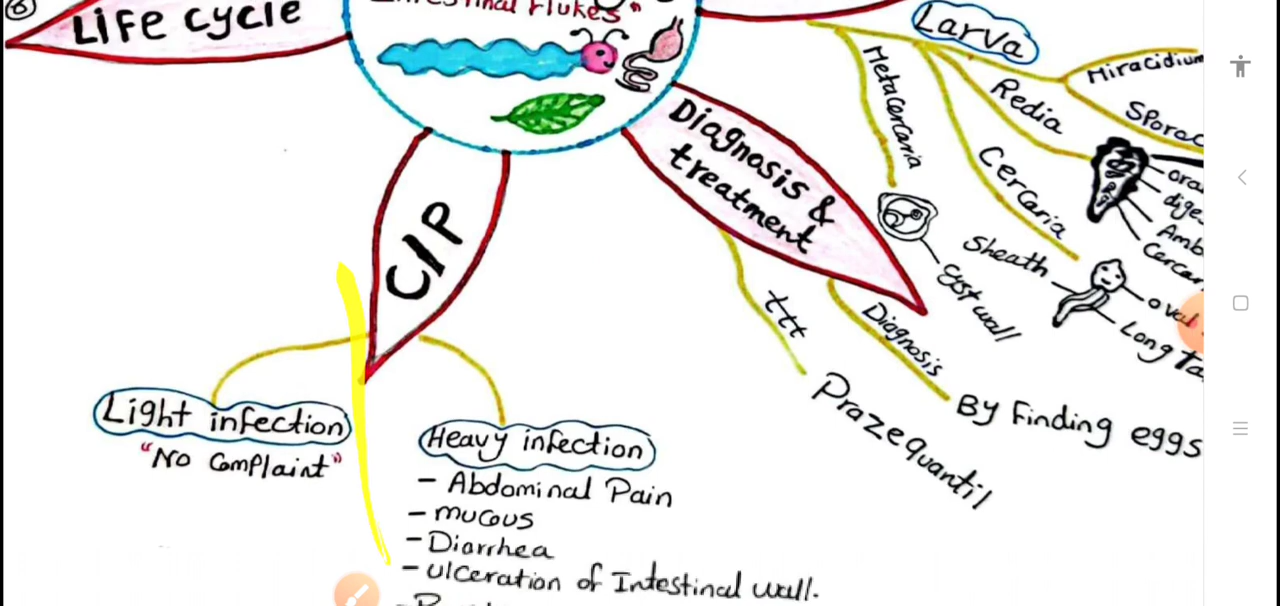 Life cycle
Intestinal Flukes"
Larva
Miracidium
Redia
Metacercaria
Cercaria
Sheath
cyst wall
Long
Diagnosis &
treatment
ttt
Prazequantil
Diagnosis
By Finding eggs
C/P
Light infection
"No Complaint"
Heavy infection
- Abdominal Pain
- mucous
- Diarrhea
- ulceration of Intestinal wall.